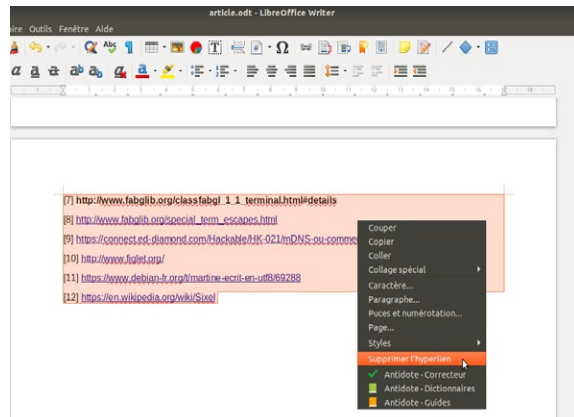 article.odt - LibreOffice Writer
ire Outils Fenêtre Aide
[7] http://www.fabglib.org/classfabgl_1_1_terminal.html#details
[8] http://www.fabglib.org/special_term_escapes.html
[9] https://connect.ed-diamond.com/Hackable/HK-021/mDNS-ou-comme
[10] http://www.figlet.org/
[11] https://www.debian-fr.org/t/martine-ecrit-en-utf8/69288
[12] https://en.wikipedia.org/wiki/Sixel
Couper
Copier
Coller
Collage spécial
Caractère...
Paragraphe...
Puces et numérotation...
Page...
Styles
Supprimer l'hyperlien
Antidote - Correcteur
Antidote - Dictionnaires
Antidote - Guides